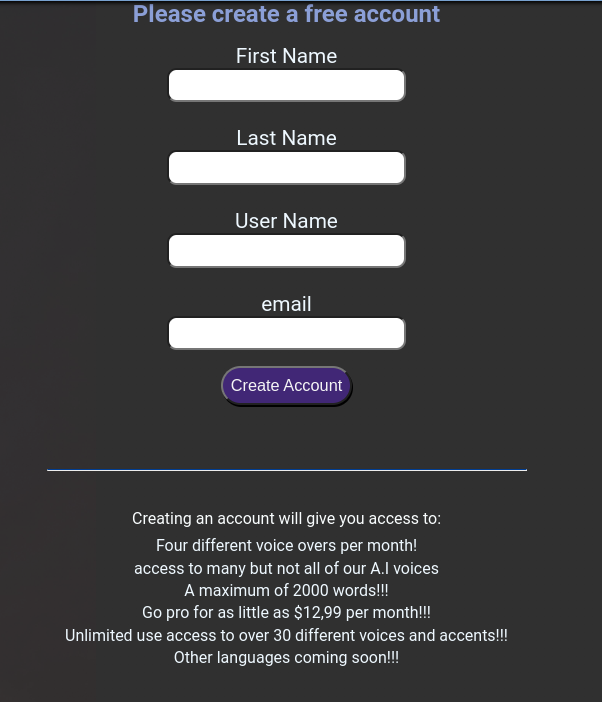 Please create a free account
First Name
Last Name
User Name
email
Create Account
Creating an account will give you access to:
Four different voice overs per month!
access to many but not all of our A.I voices
A maximum of 2000 words!!!
Go pro for as little as $12,99 per month!!!
Unlimited use access to over 30 different voices and accents!!!
Other languages coming soon!!!